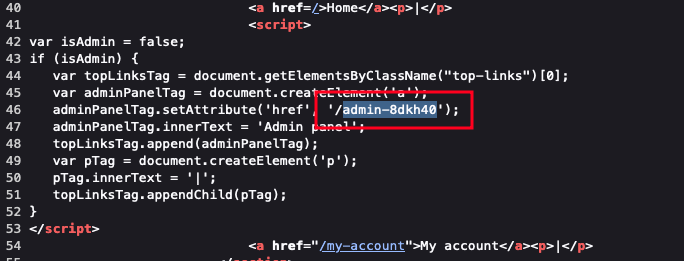 40 <a href=/>Home</a><p>|</p>
41 <script>
42 var isAdmin = false;
43 if (isAdmin) {
44 var topLinksTag = document.getElementsByClassName("top-links")[0];
45 var adminPanelTag = document.createElement('a');
46 adminPanelTag.setAttribute('href', '/admin-8dkh40');
47 adminPanelTag.innerText = 'Admin panel';
48 topLinksTag.append(adminPanelTag);
49 var pTag = document.createElement('p');
50 pTag.innerText = '|';
51 topLinksTag.appendChild(pTag);
52 }
53 </script>
54 <a href="/my-account">My account</a><p>|</p>